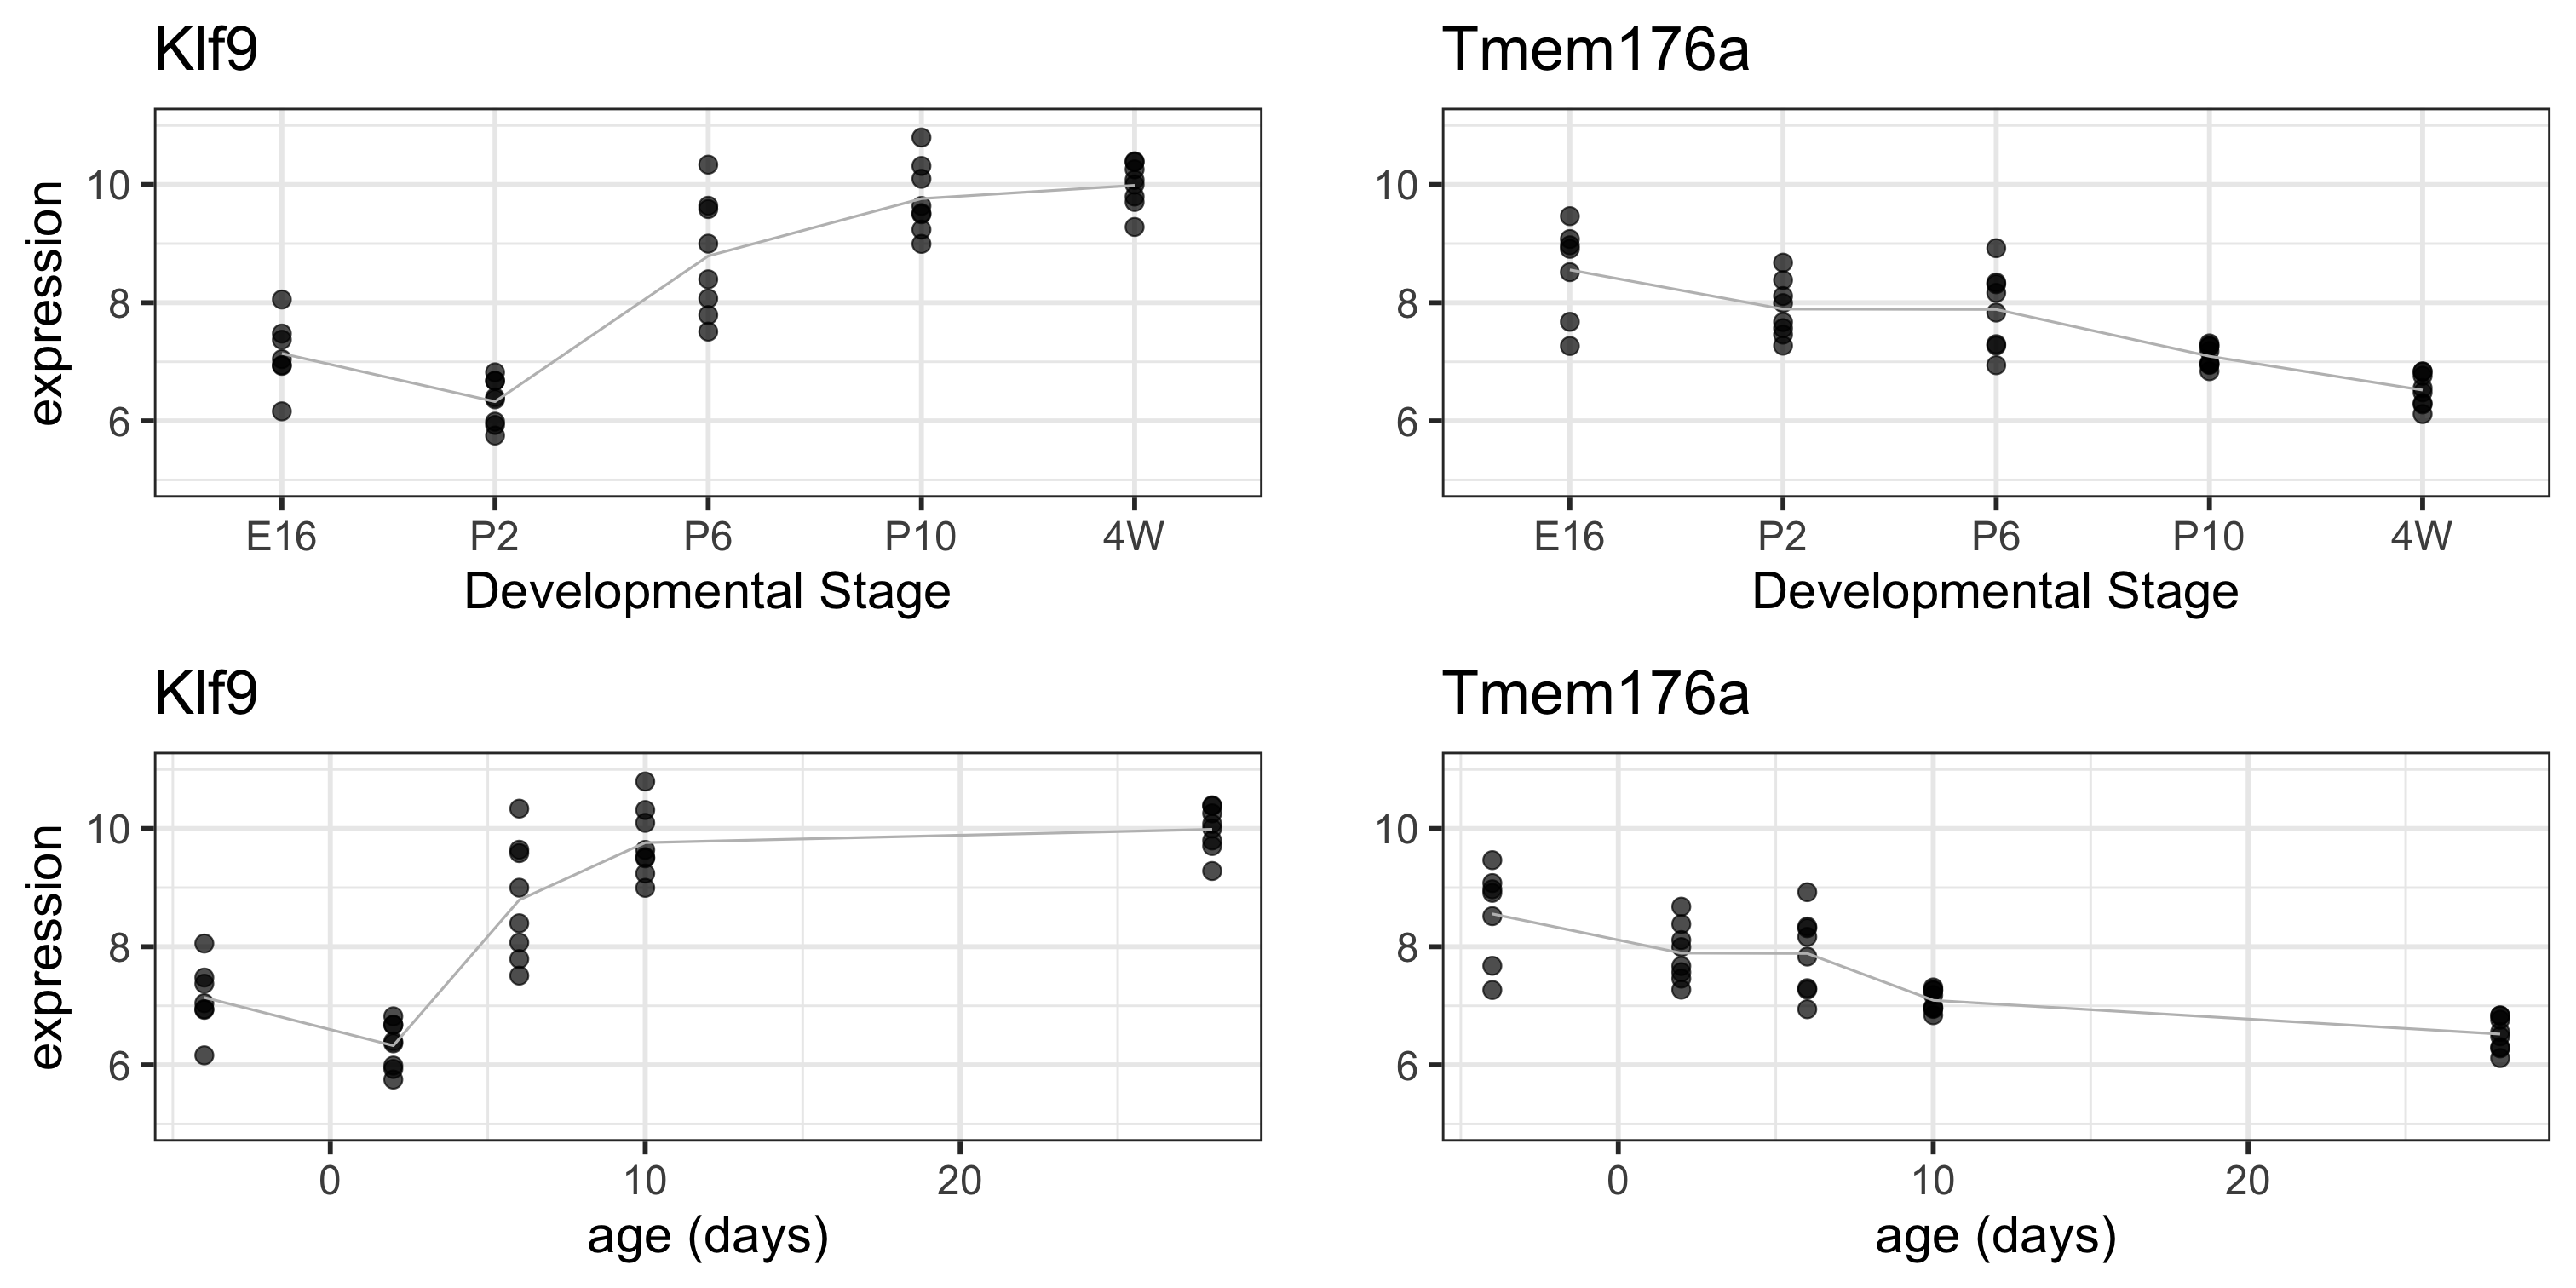 Klf9
Tmem176a
expression
10
8
6
E16 P2 P6 P10 4W
Developmental Stage
10
8
6
E16 P2 P6 P10 4W
Developmental Stage
Klf9
Tmem176a
expression
10
8
6
0 10 20
age (days)
10
8
6
0 10 20
age (days)